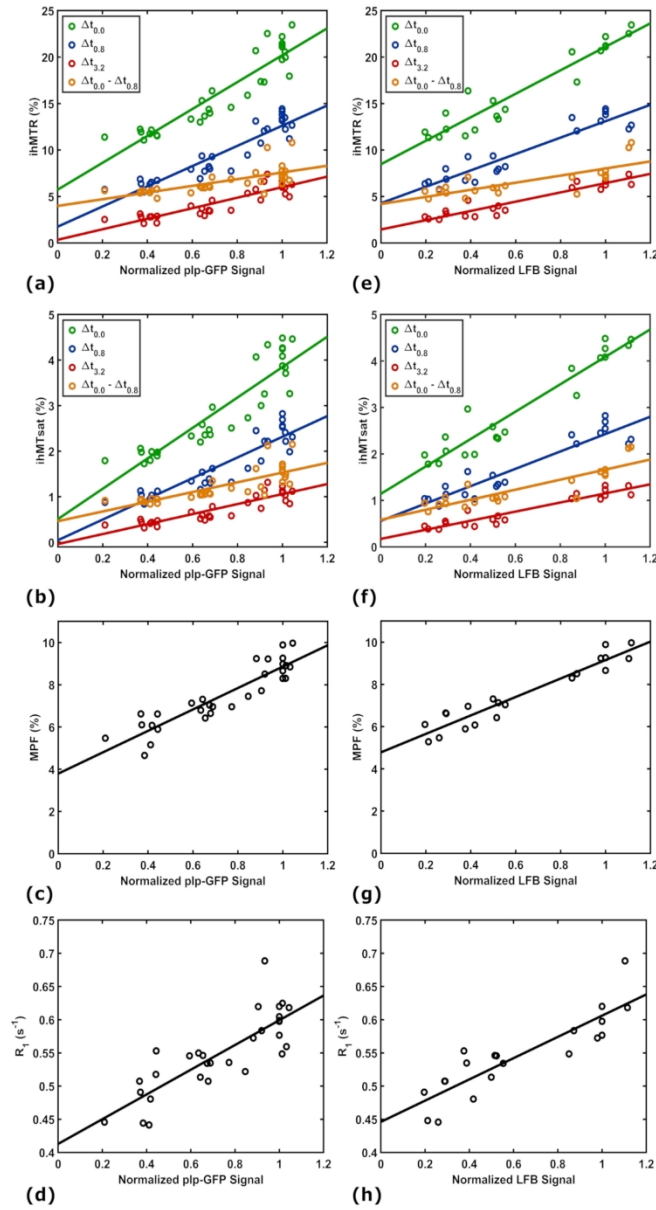 25
20
15
10
5
0
ihMTR (%)
Δt0.0
Δt0.8
Δt3.2
Δt0.0 - Δt0.8
0 0.2 0.4 0.6 0.8 1 1.2
Normalized plp-GFP Signal
(a)
25
20
15
10
5
0
ihMTR (%)
Δt0.0
Δt0.8
Δt3.2
Δt0.0 - Δt0.8
0 0.2 0.4 0.6 0.8 1 1.2
Normalized LFB Signal
(e)
5
4
3
2
1
0
ihMTsat (%)
Δt0.0
Δt0.8
Δt3.2
Δt0.0 - Δt0.8
0 0.2 0.4 0.6 0.8 1 1.2
Normalized plp-GFP Signal
(b)
5
4
3
2
1
0
ihMTsat (%)
Δt0.0
Δt0.8
Δt3.2
Δt0.0 - Δt0.8
0 0.2 0.4 0.6 0.8 1 1.2
Normalized LFB Signal
(f)
10
8
6
4
2
0
MPF (%)
0 0.2 0.4 0.6 0.8 1 1.2
Normalized plp-GFP Signal
(c)
10
8
6
4
2
0
MPF (%)
0 0.2 0.4 0.6 0.8 1 1.2
Normalized LFB Signal
(g)
0.75
0.7
0.65
0.6
0.55
0.5
0.45
0.4
R1 (s-1)
0 0.2 0.4 0.6 0.8 1 1.2
Normalized plp-GFP Signal
(d)
0.75
0.7
0.65
0.6
0.55
0.5
0.45
0.4
R1 (s-1)
0 0.2 0.4 0.6 0.8 1 1.2
Normalized LFB Signal
(h)